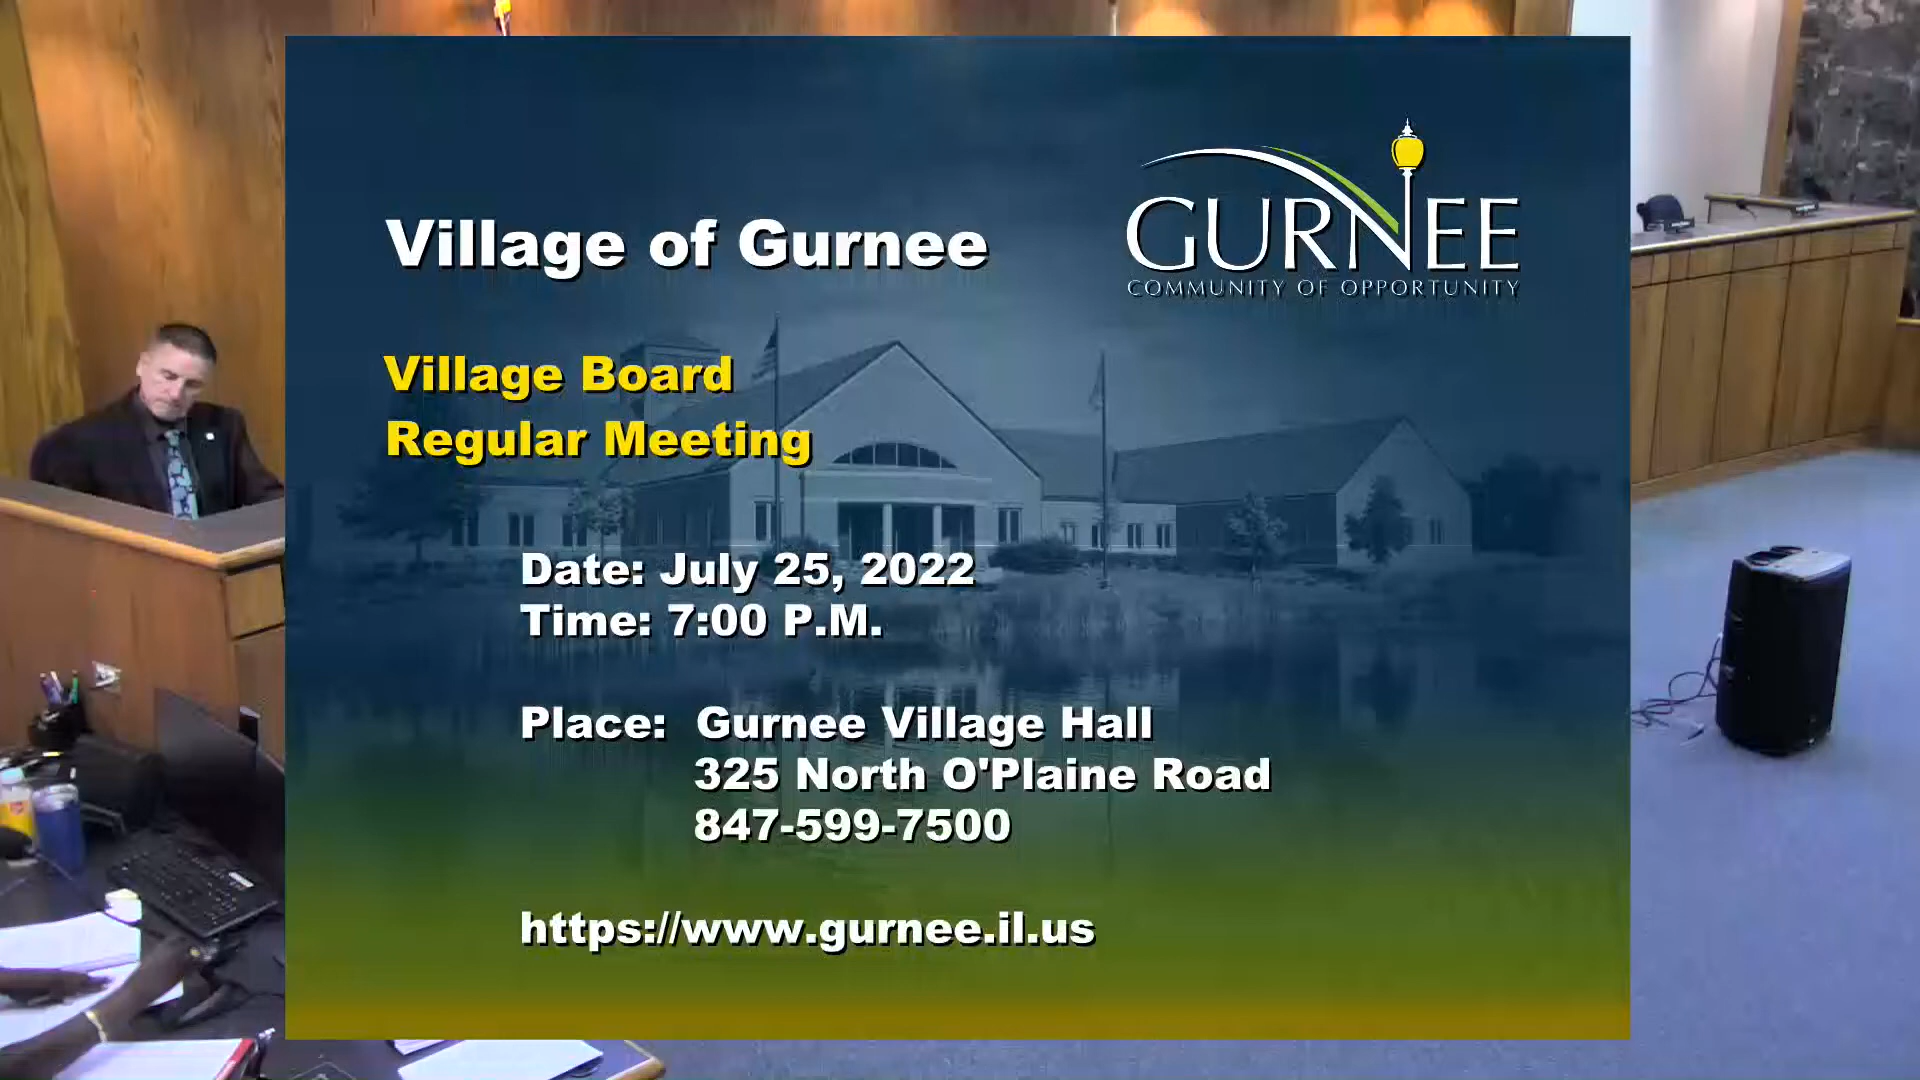 Village of Gurnee
GURNEE
COMMUNITY OF OPPORTUNITY
Village Board
Regular Meeting
Date: July 25, 2022
Time: 7:00 P.M.
Place: Gurnee Village Hall
325 North O'Plaine Road
847-599-7500
https://www.gurnee.il.us